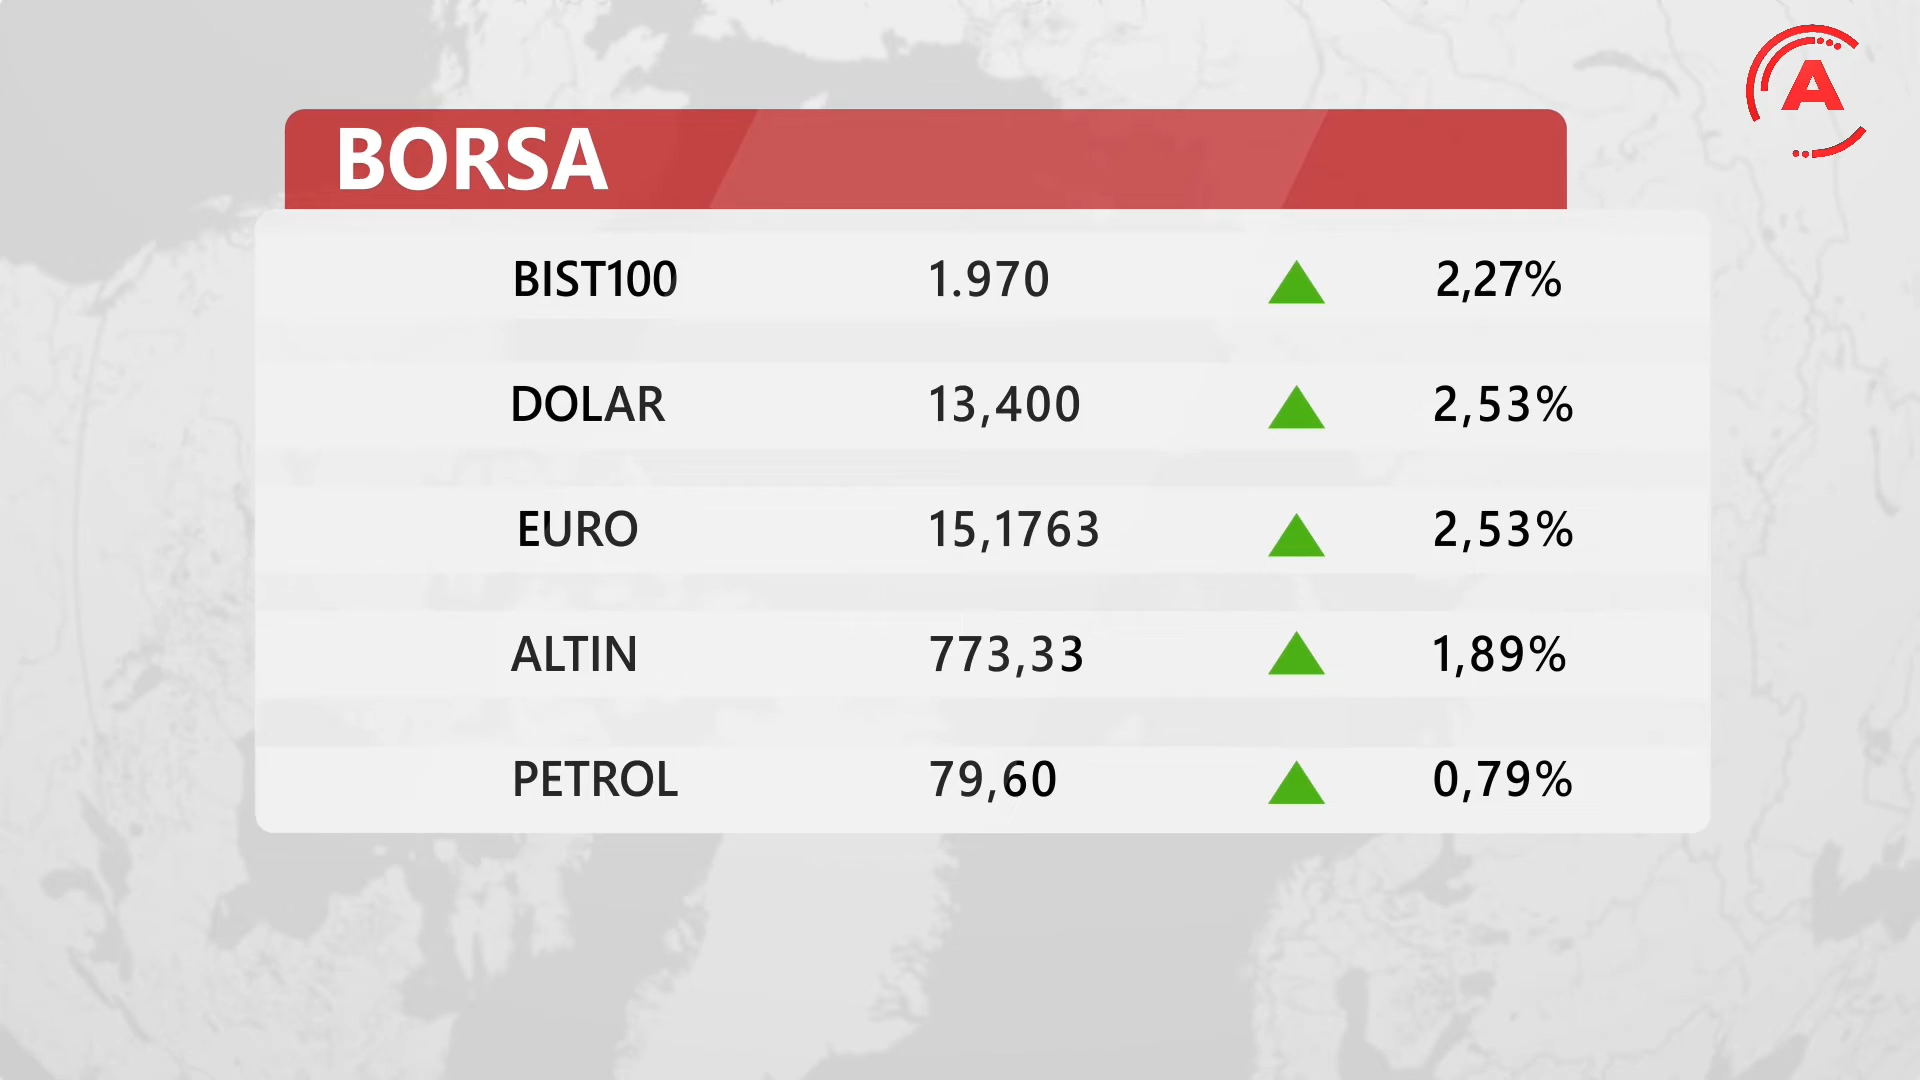 A
BORSA
BIST100 1.970 2,27%
DOLAR 13,400 2,53%
EURO 15,1763 2,53%
ALTIN 773,33 1,89%
PETROL 79,60 0,79%